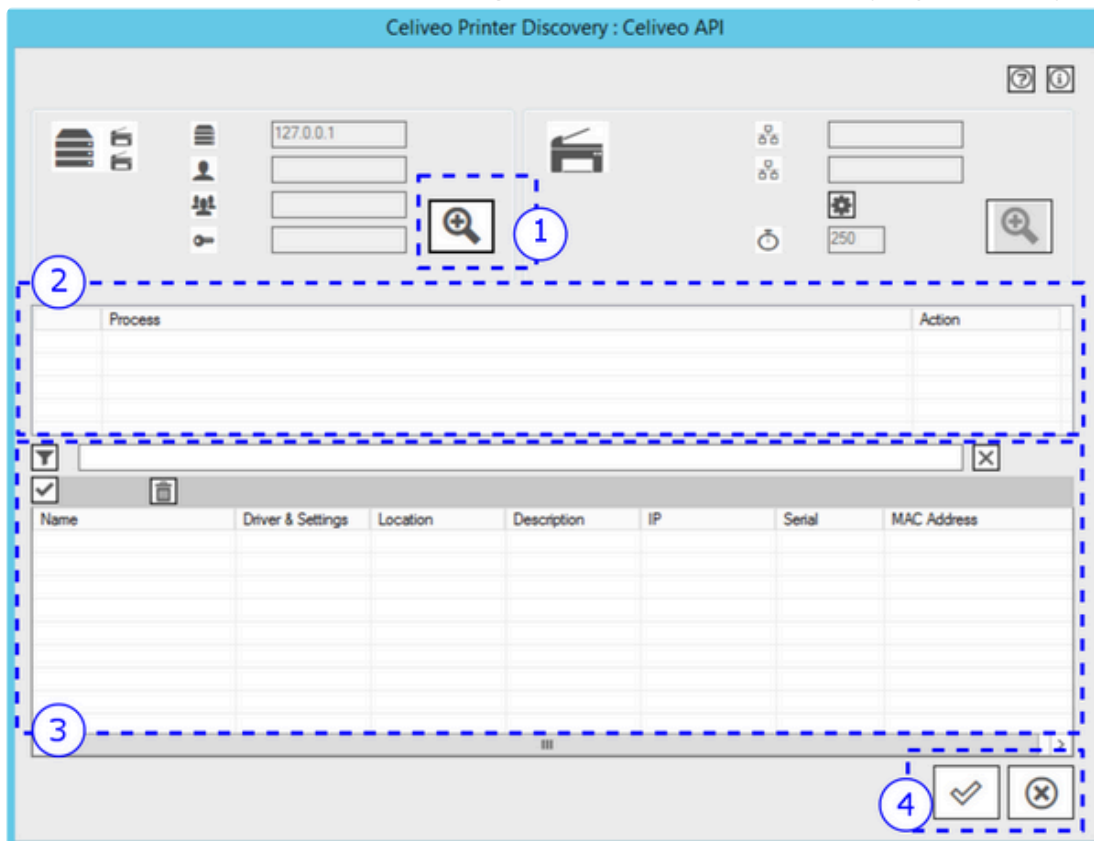 Celiveo Printer Discovery : Celiveo API
127.0.0.1
1
250
2
Process Action
Name Driver & Settings Location Description IP Serial MAC Address
3
4